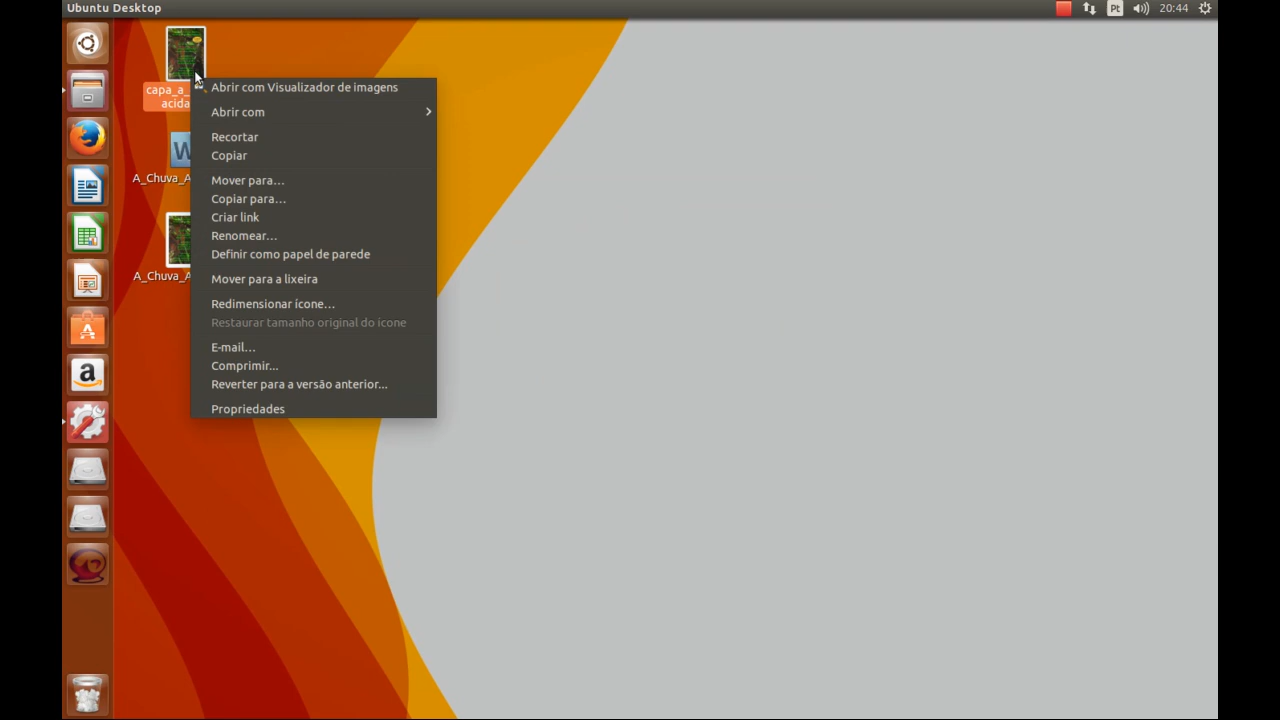 Ubuntu Desktop
Pt
20:44
capa_a_
acida
W
A_Chuva_A
A_Chuva_A
Abrir com Visualizador de imagens
Abrir com
Recortar
Copiar
Mover para...
Copiar para...
Criar link
Renomear...
Definir como papel de parede
Mover para a lixeira
Redimensionar ícone...
Restaurar tamanho original do ícone
E-mail...
Comprimir...
Reverter para a versão anterior...
Propriedades
A
a